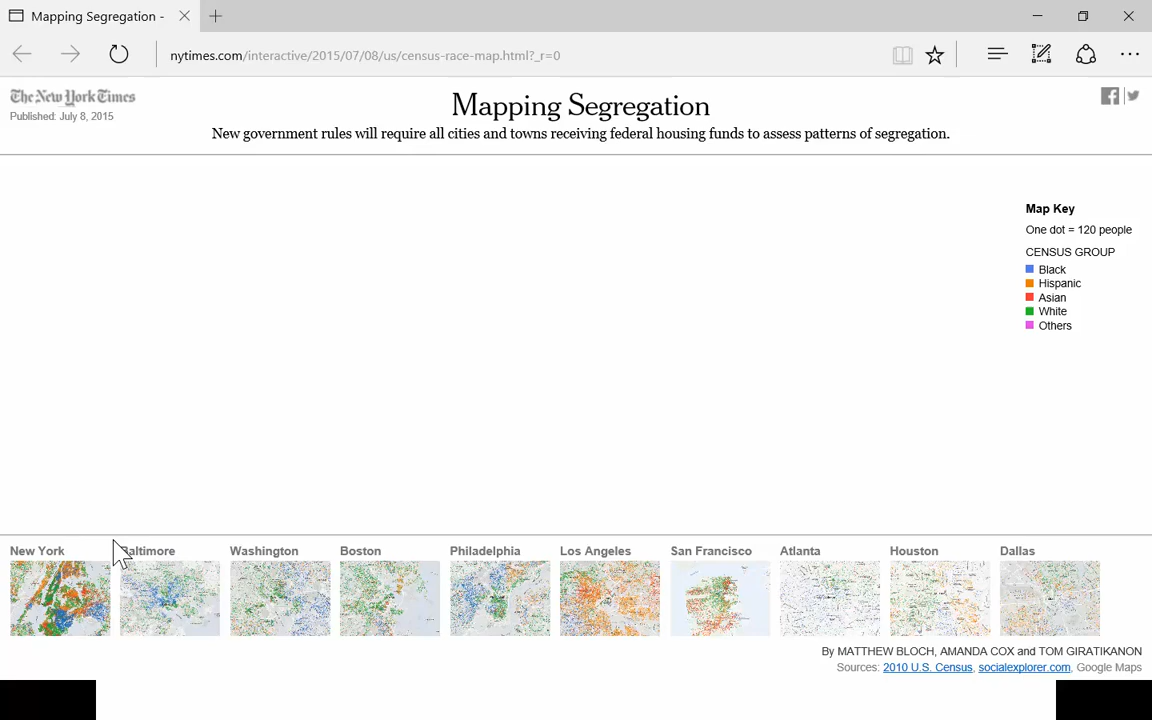 Mapping Segregation -
nytimes.com/interactive/2015/07/08/us/census-race-map.html?_r=0
The New York Times
Published: July 8, 2015
Mapping Segregation
New government rules will require all cities and towns receiving federal housing funds to assess patterns of segregation.
Map Key
One dot = 120 people
CENSUS GROUP
Black
Hispanic
Asian
White
Others
New York
Baltimore
Washington
Boston
Philadelphia
Los Angeles
San Francisco
Atlanta
Houston
Dallas
By MATTHEW BLOCH, AMANDA COX and TOM GIRATIKANON
Sources: 2010 U.S. Census, socialexplorer.com, Google Maps